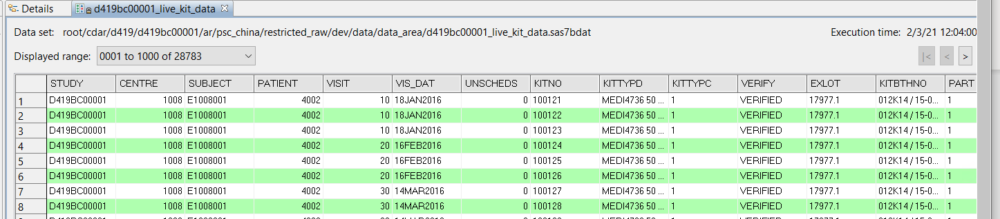 Details d419bc00001_live_kit_data
Data set: root/cdar/d419/d419bc00001/ar/psc_china/restricted_raw/dev/data/data_area/d419bc00001_live_kit_data.sas7bdat Execution time: 2/3/21 12:04:00
Displayed range: 0001 to 1000 of 28783 |< < >
STUDY CENTRE SUBJECT PATIENT VISIT VIS_DAT UNSCHEDS KITNO KITTYPD KITTYPC VERIFY EXLOT KITBTHNO PART
1 D419BC00001 1008 E1008001 4002 10 18JAN2016 0 100121 MEDI4736 50 ... 1 VERIFIED 17977.1 012K14 / 15-0... 1
2 D419BC00001 1008 E1008001 4002 10 18JAN2016 0 100122 MEDI4736 50 ... 1 VERIFIED 17977.1 012K14 / 15-0... 1
3 D419BC00001 1008 E1008001 4002 10 18JAN2016 0 100123 MEDI4736 50 ... 1 VERIFIED 17977.1 012K14 / 15-0... 1
4 D419BC00001 1008 E1008001 4002 20 16FEB2016 0 100124 MEDI4736 50 ... 1 VERIFIED 17977.1 012K14 / 15-0... 1
5 D419BC00001 1008 E1008001 4002 20 16FEB2016 0 100125 MEDI4736 50 ... 1 VERIFIED 17977.1 012K14 / 15-0... 1
6 D419BC00001 1008 E1008001 4002 20 16FEB2016 0 100126 MEDI4736 50 ... 1 VERIFIED 17977.1 012K14 / 15-0... 1
7 D419BC00001 1008 E1008001 4002 30 14MAR2016 0 100127 MEDI4736 50 ... 1 VERIFIED 17977.1 012K14 / 15-0... 1
8 D419BC00001 1008 E1008001 4002 30 14MAR2016 0 100128 MEDI4736 50 ... 1 VERIFIED 17977.1 012K14 / 15-0... 1